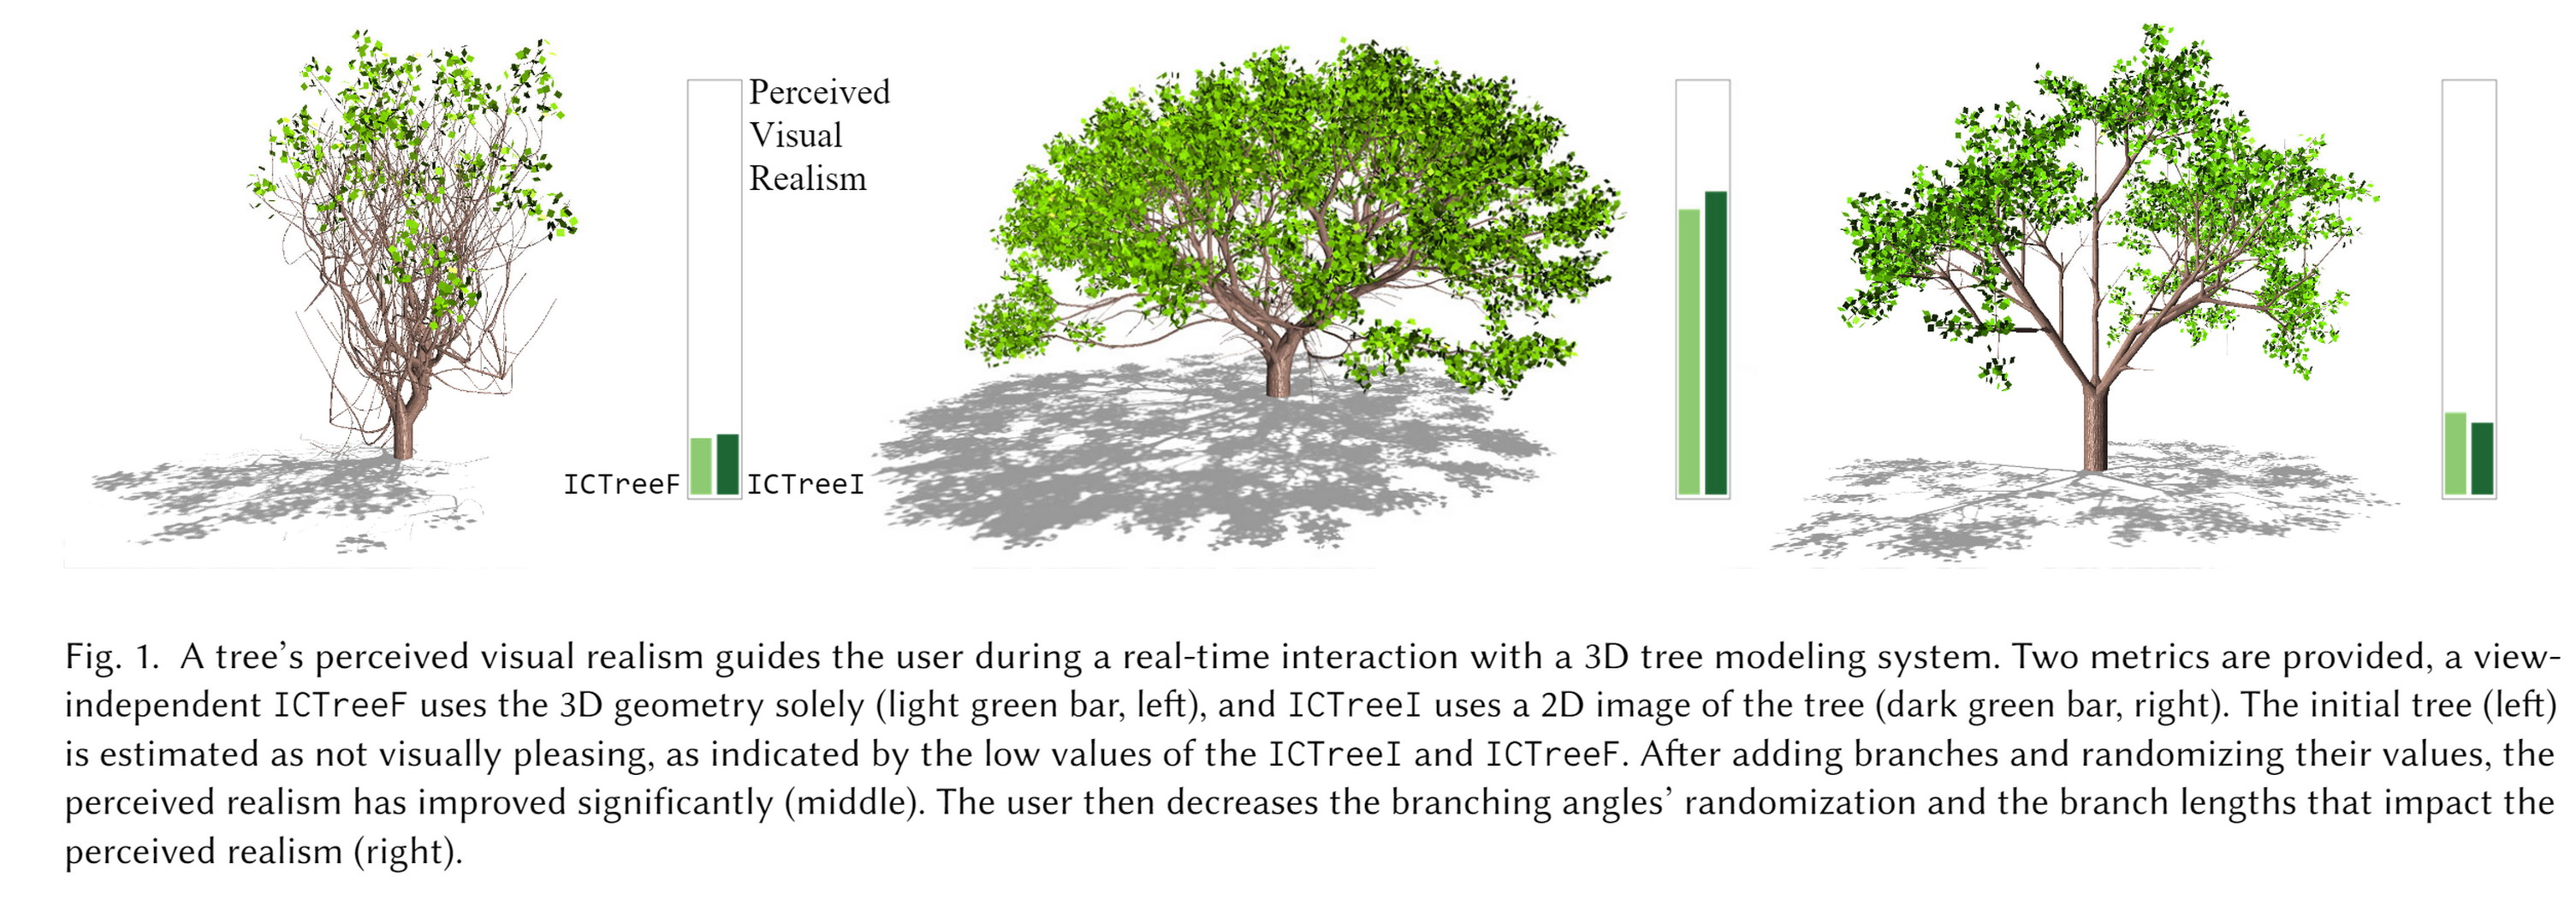 Perceived
Visual
Realism
ICTreeF
ICTreeI
Fig. 1. A tree’s perceived visual realism guides the user during a real-time interaction with a 3D tree modeling system. Two metrics are provided, a view-
independent ICTreeF uses the 3D geometry solely (light green bar, left), and ICTreeI uses a 2D image of the tree (dark green bar, right). The initial tree (left)
is estimated as not visually pleasing, as indicated by the low values of the ICTreeI and ICTreeF. After adding branches and randomizing their values, the
perceived realism has improved significantly (middle). The user then decreases the branching angles’ randomization and the branch lengths that impact the
perceived realism (right).